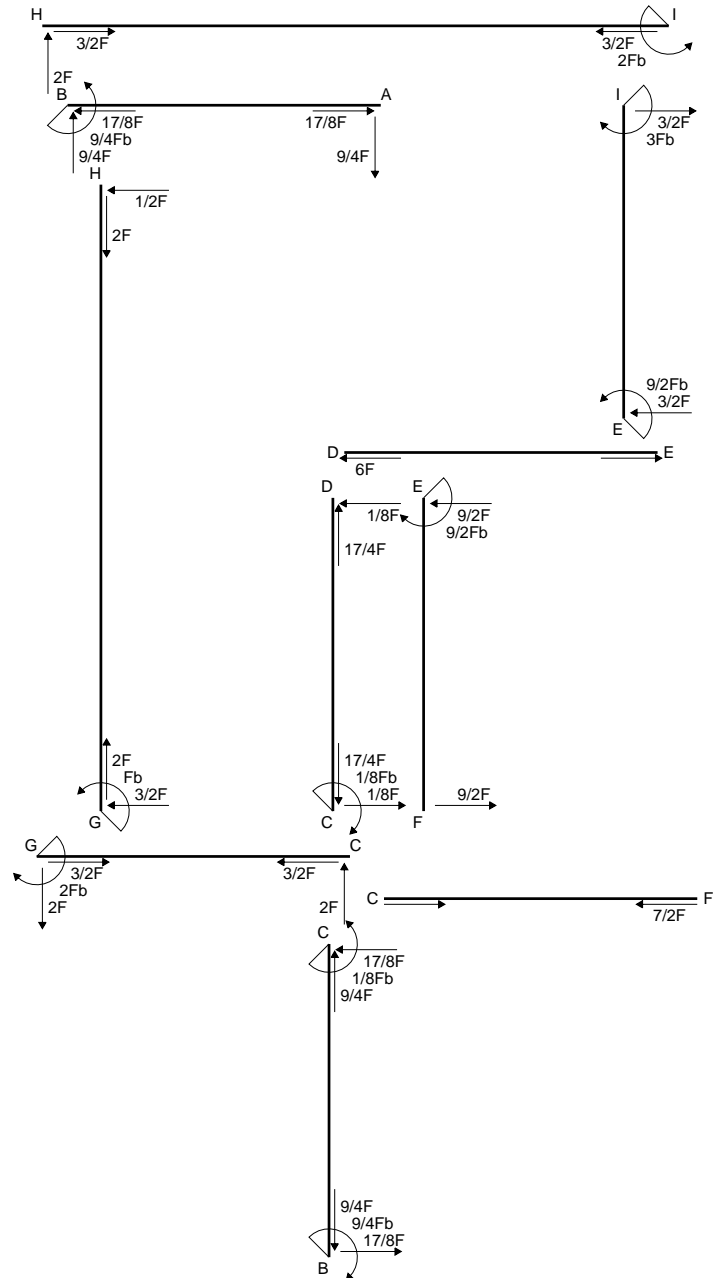 H I
3/2F 3/2F
2Fb
2F
B A I
17/8F 17/8F 3/2F
9/4Fb 3Fb
9/4F 9/4F
H
1/2F
2F
9/2Fb
3/2F
E
D E
6F
D E
1/8F 9/2F
9/2Fb
17/4F
2F 17/4F
Fb 1/8Fb
3/2F 1/8F 9/2F
G C F
G C
3/2F 3/2F
2Fb
2F 2F
C F
7/2F
C
17/8F
1/8Fb
9/4F
9/4F
9/4Fb
17/8F
B